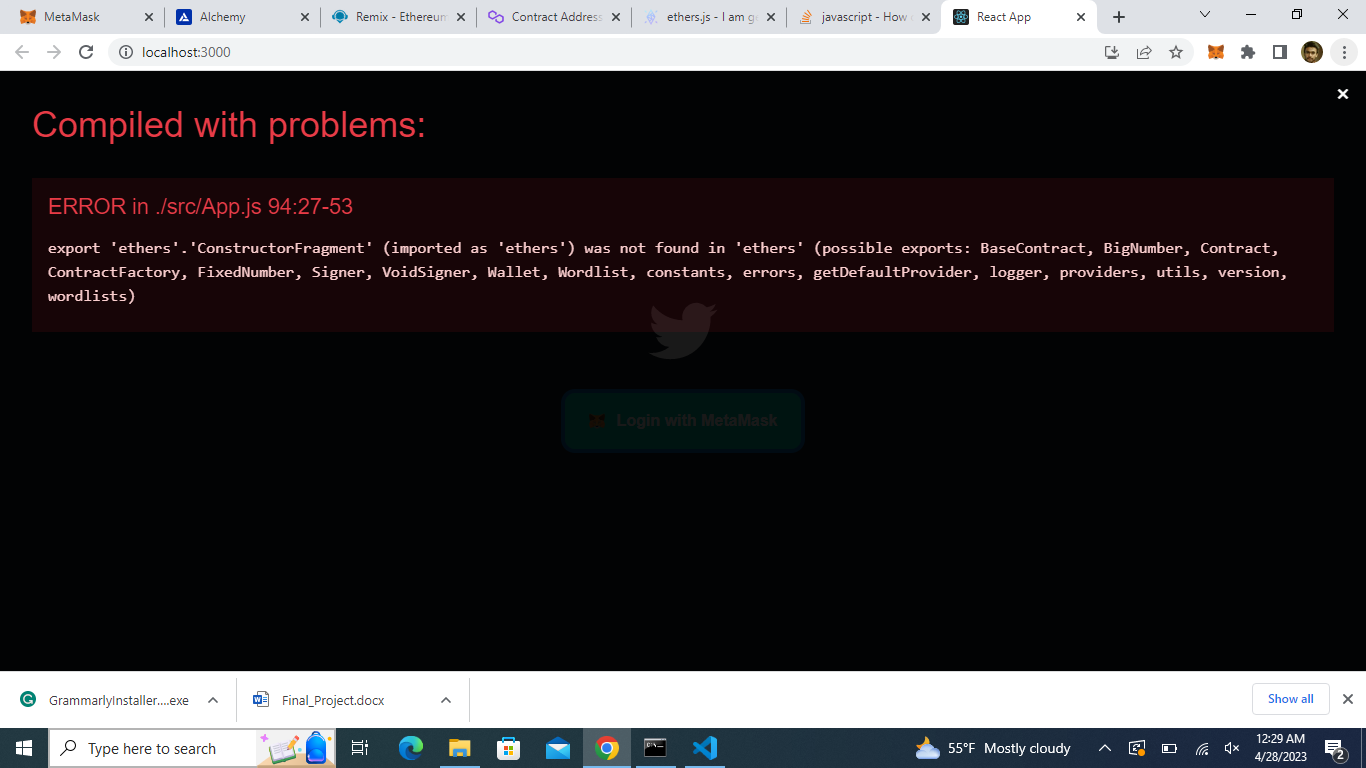 MetaMask
Alchemy
Remix - Ethereum
Contract Address
ethers.js - I am ge
javascript - How
React App
localhost:3000
Compiled with problems:
ERROR in ./src/App.js 94:27-53
export 'ethers'.'ConstructorFragment' (imported as 'ethers') was not found in 'ethers' (possible exports: BaseContract, BigNumber, Contract,
ContractFactory, FixedNumber, Signer, VoidSigner, Wallet, Wordlist, constants, errors, getDefaultProvider, logger, providers, utils, version,
wordlists)
Login with MetaMask
GrammarlyInstaller....exe
Final_Project.docx
Show all
Type here to search
55°F Mostly cloudy
12:29 AM
4/28/2023
2